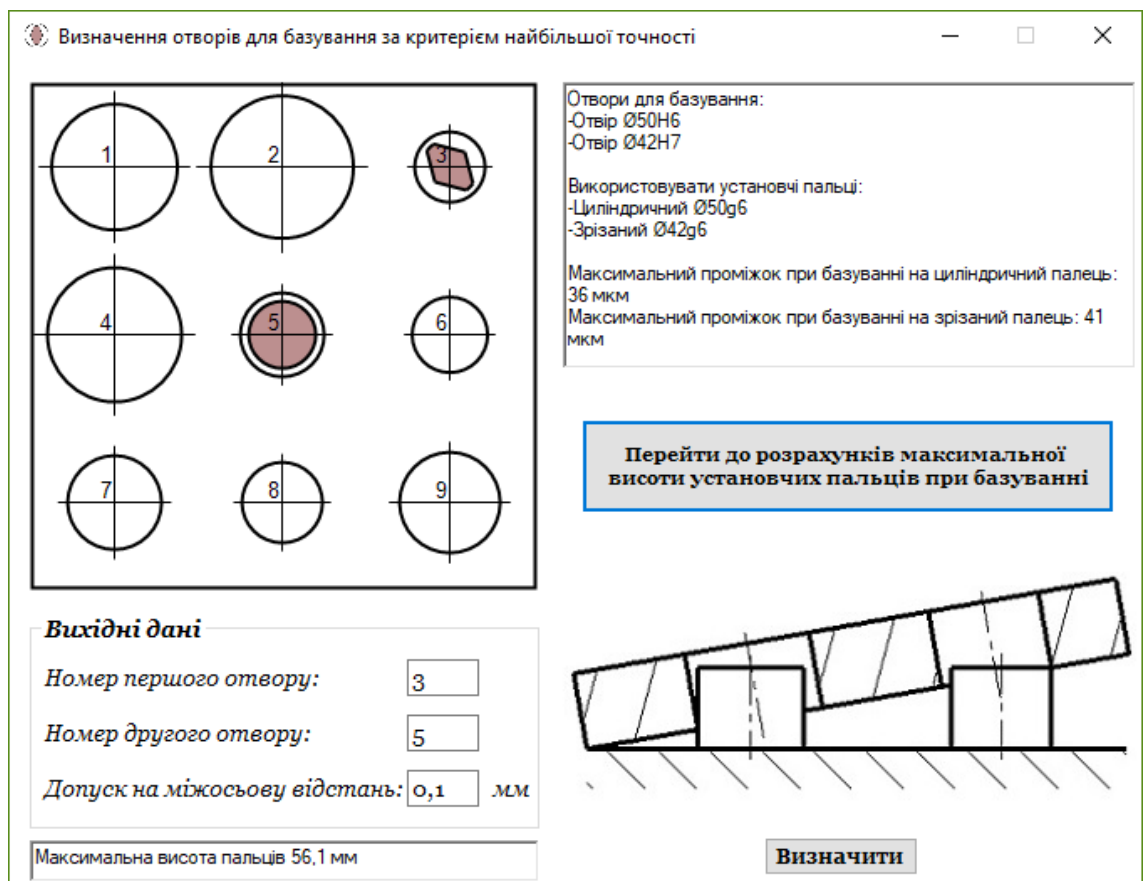 Визначення отворів для базування за критерієм найбільшої точності
1
2
3
4
5
6
7
8
9
Отвори для базування:
-Отвір Ø50H6
-Отвір Ø42H7
Використовувати установчі пальці:
-Циліндричний Ø50g6
-Зрізаний Ø42g6
Максимальний проміжок при базуванні на циліндричний палець:
36 мкм
Максимальний проміжок при базуванні на зрізаний палець: 41
мкм
Перейти до розрахунків максимальної
висоти установчих пальців при базуванні
Вихідні дані
Номер першого отвору: 3
Номер другого отвору: 5
Допуск на міжосьову відстань: 0,1 мм
Максимальна висота пальців 56,1 мм
Визначити